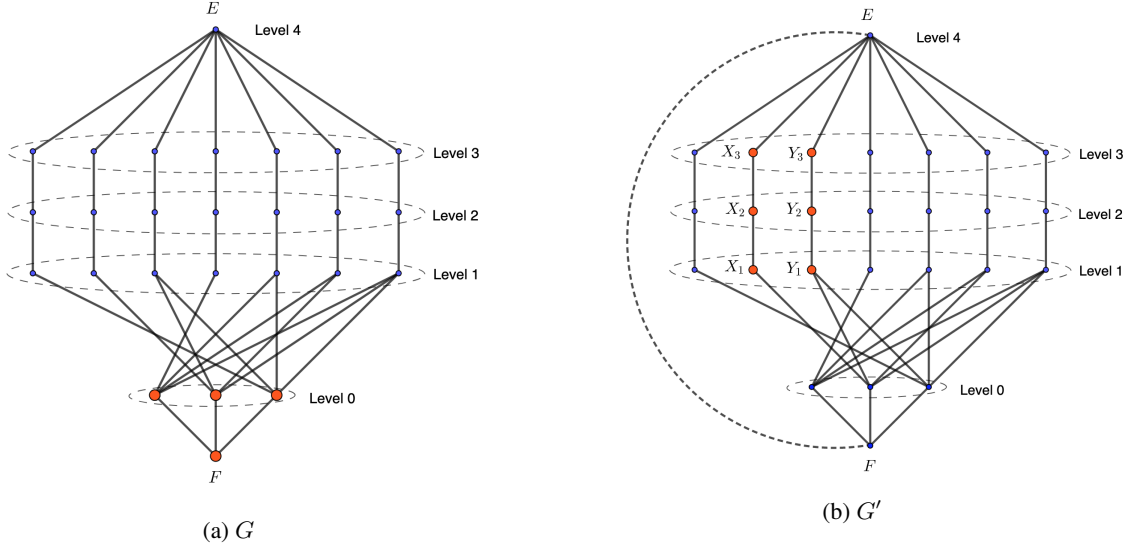 E
Level 4
Level 3
Level 2
Level 1
Level 0
F
(a) G
E
Level 4
X₃
Y₃
Level 3
X₂
Y₂
Level 2
X₁
Y₁
Level 1
Level 0
F
(b) G′